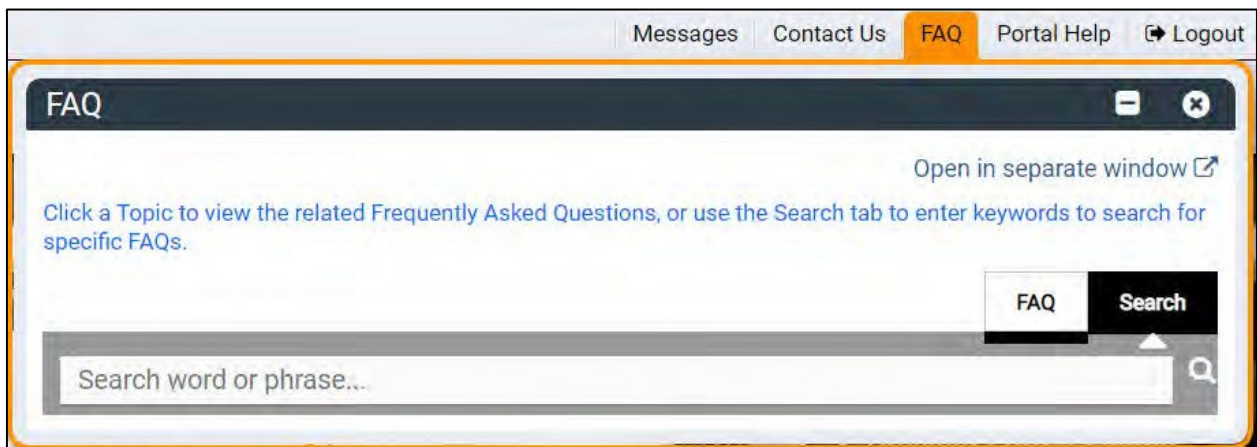 Messages Contact Us FAQ Portal Help Logout
FAQ
Open in separate window
Click a Topic to view the related Frequently Asked Questions, or use the Search tab to enter keywords to search for
specific FAQs.
FAQ Search
Search word or phrase...